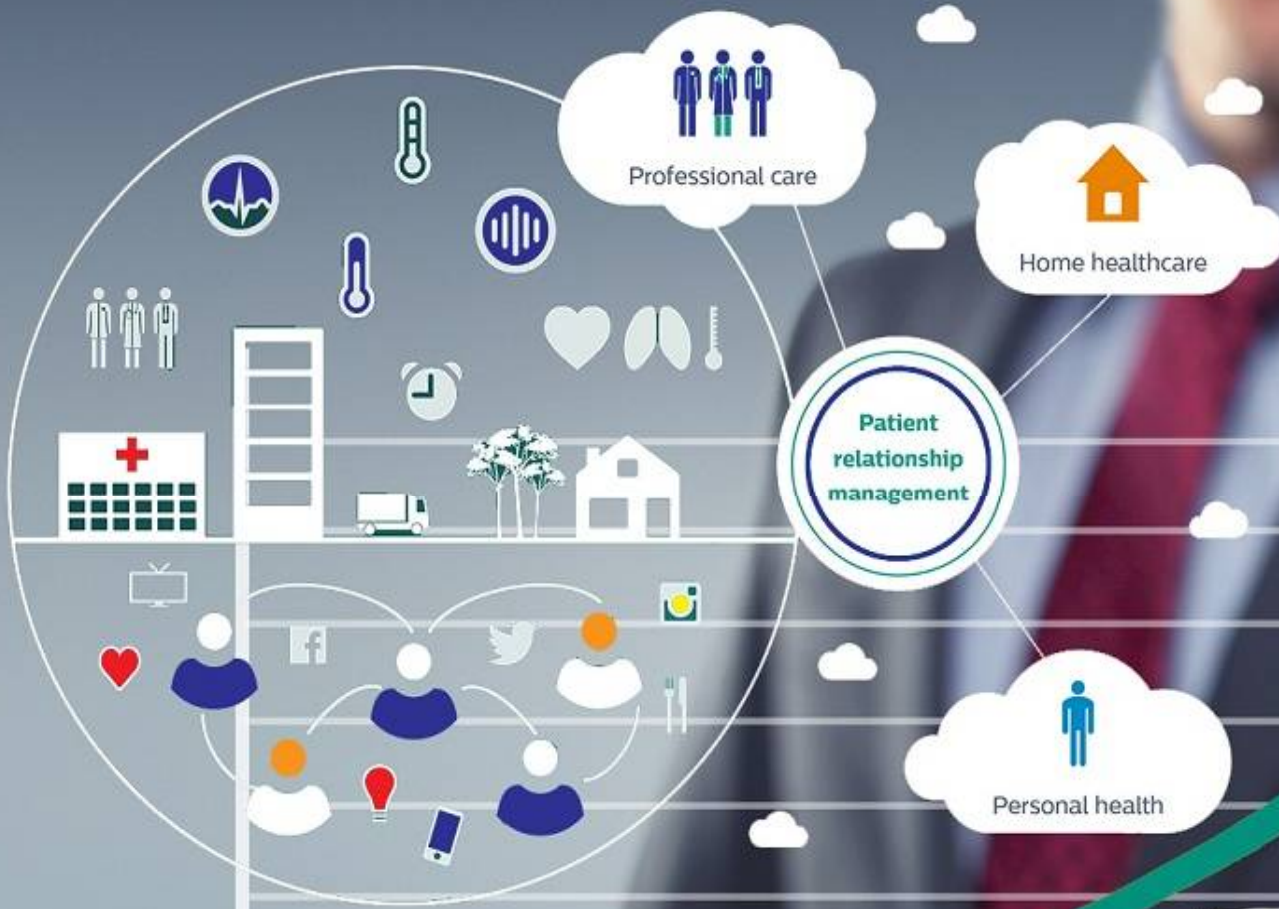 Professional care
Home healthcare
Patient
relationship
management
Personal health